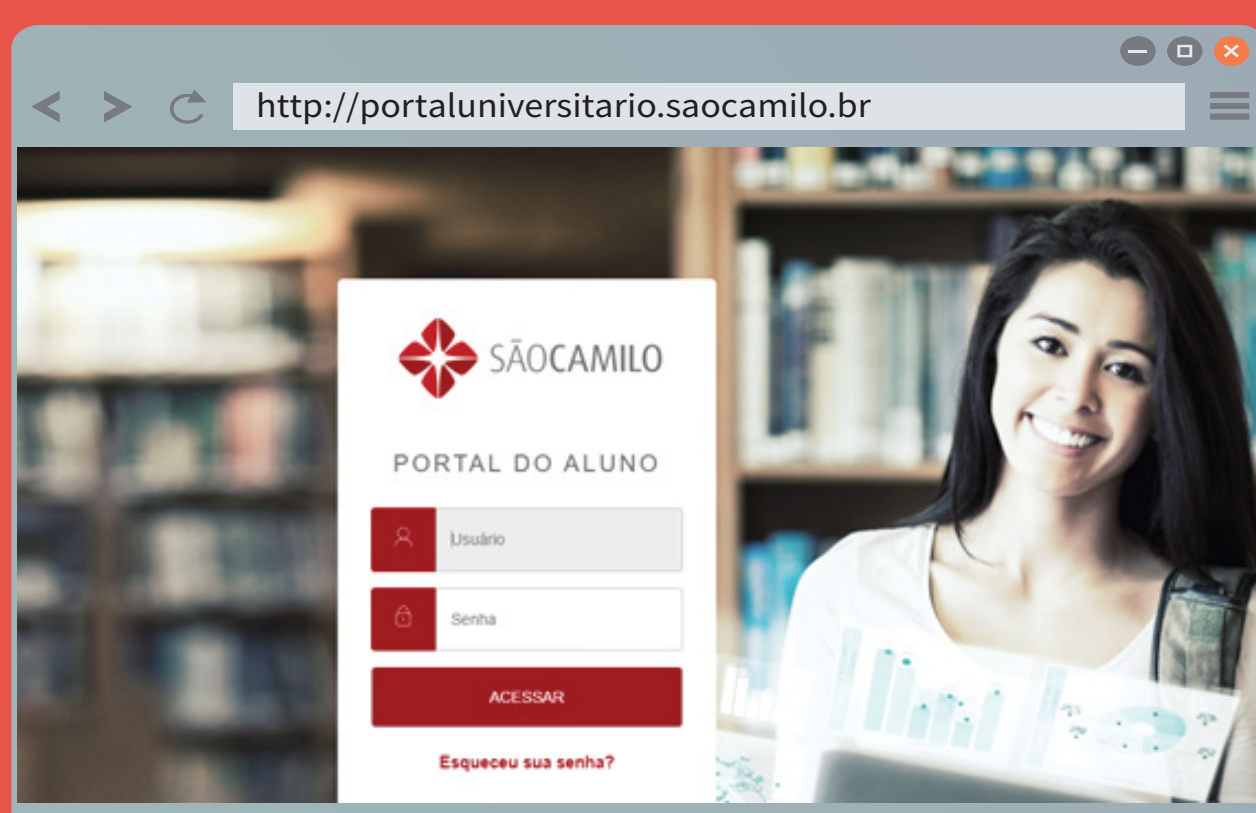 http://portaluniversitario.saocamilo.br
SÃOCAMILO
PORTAL DO ALUNO
Usuário
Senha
ACESSAR
Esqueceu sua senha?